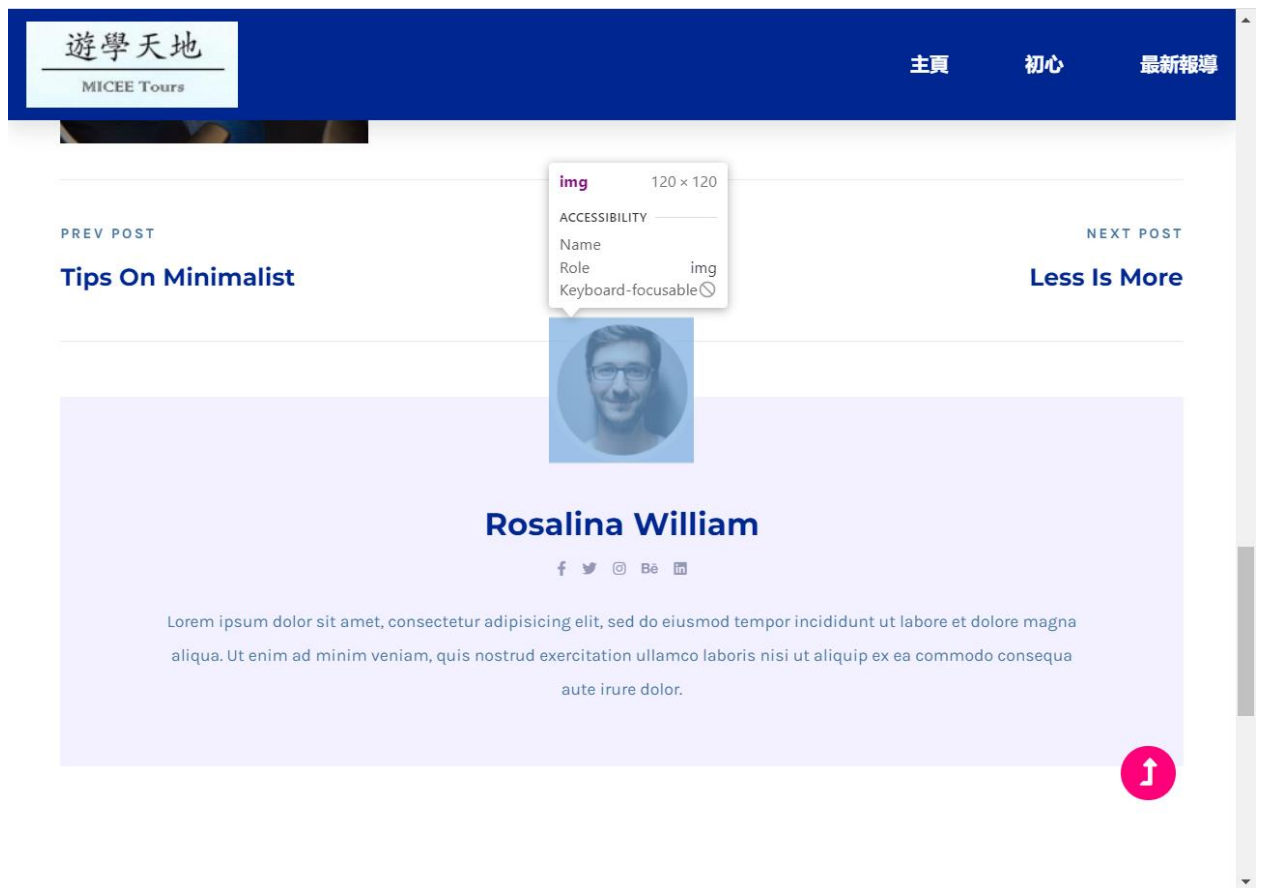 遊學天地
MICEE Tours
主頁 初心 最新報導
img 120 × 120
ACCESSIBILITY
Name
Role img
Keyboard-focusable
PREV POST
Tips On Minimalist
NEXT POST
Less Is More
Rosalina William
Bē
Lorem ipsum dolor sit amet, consectetur adipisicing elit, sed do eiusmod tempor incididunt ut labore et dolore magna
aliqua. Ut enim ad minim veniam, quis nostrud exercitation ullamco laboris nisi ut aliquip ex ea commodo consequa
aute irure dolor.